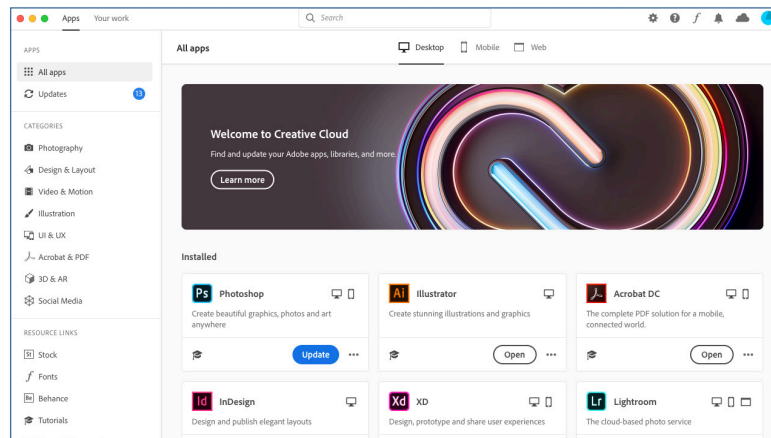 Apps Your work Search
APPS
All apps
Updates 13
CATEGORIES
Photography
Design & Layout
Video & Motion
Illustration
UI & UX
Acrobat & PDF
3D & AR
Social Media
RESOURCE LINKS
St Stock
Fonts
Be Behance
Tutorials
All apps Desktop Mobile Web
Welcome to Creative Cloud
Find and update your Adobe apps, libraries, and more.
Learn more
Installed
Ps Photoshop
Create beautiful graphics, photos and art
anywhere
Update
Ai Illustrator
Create stunning illustrations and graphics
Open
Acrobat DC
The complete PDF solution for a mobile,
connected world.
Open
Id InDesign
Design and publish elegant layouts
Xd XD
Design, prototype and share user experiences
Lr Lightroom
The cloud-based photo service